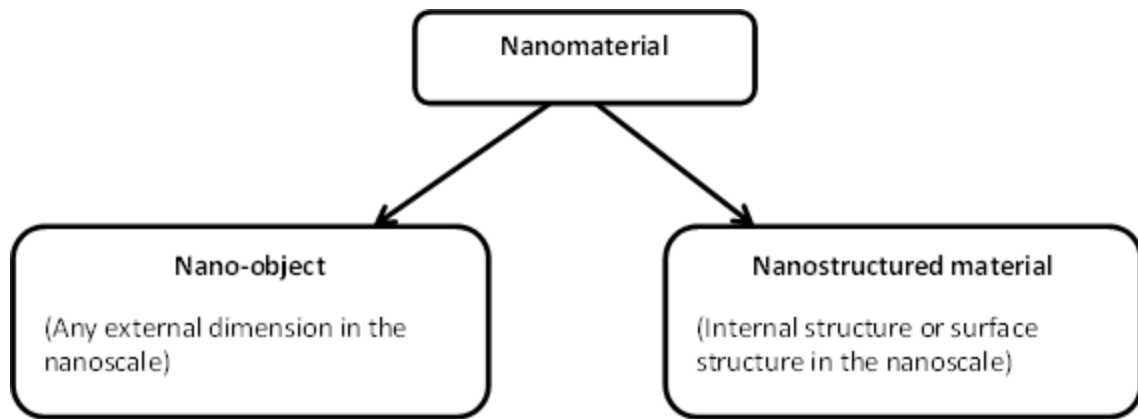 Nanomaterial
Nano-object
(Any external dimension in the
nanoscale)
Nanostructured material
(Internal structure or surface
structure in the nanoscale)